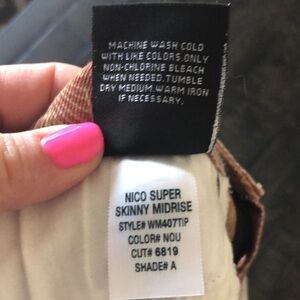 MACHINE WASH COLD
WITH LIKE COLORS.ONLY
NON-CHLORINE BLEACH
WHEN NEEDED.TUMBLE
DRY MEDIUM.WARM IRON
IF NECESSARY.
NICO SUPER
SKINNY MIDRISE
STYLE# WM407TIP
COLOR# NOU
CUT# 6819
SHADE# A